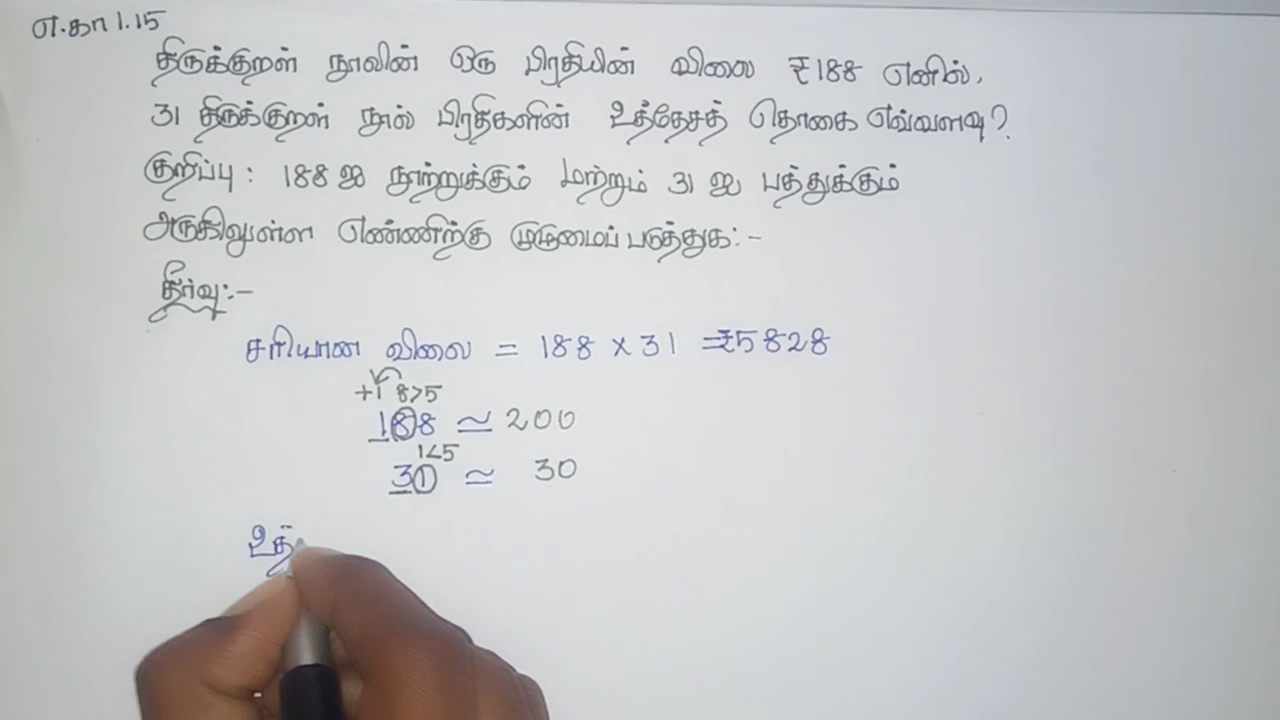 எ.கா 1.15
திருக்குறள் நூலின் ஒரு பிரதியின் விலை ₹188 எனில்,
31 திருக்குறள் நூல் பிரதிகளின் உத்தேசத் தொகை எவ்வளவு?
குறிப்பு : 188 ஐ நூற்றுக்கும் மற்றும் 31 ஐ பத்துக்கும்
அருகிலுள்ள எண்ணிற்கு முழுமைப் படுத்துக:-
தீர்வு:-
சரியான விலை = 188 × 31 = ₹5828
+1 8>5
188 ≃ 200
1<5
31 ≃ 30
உத்